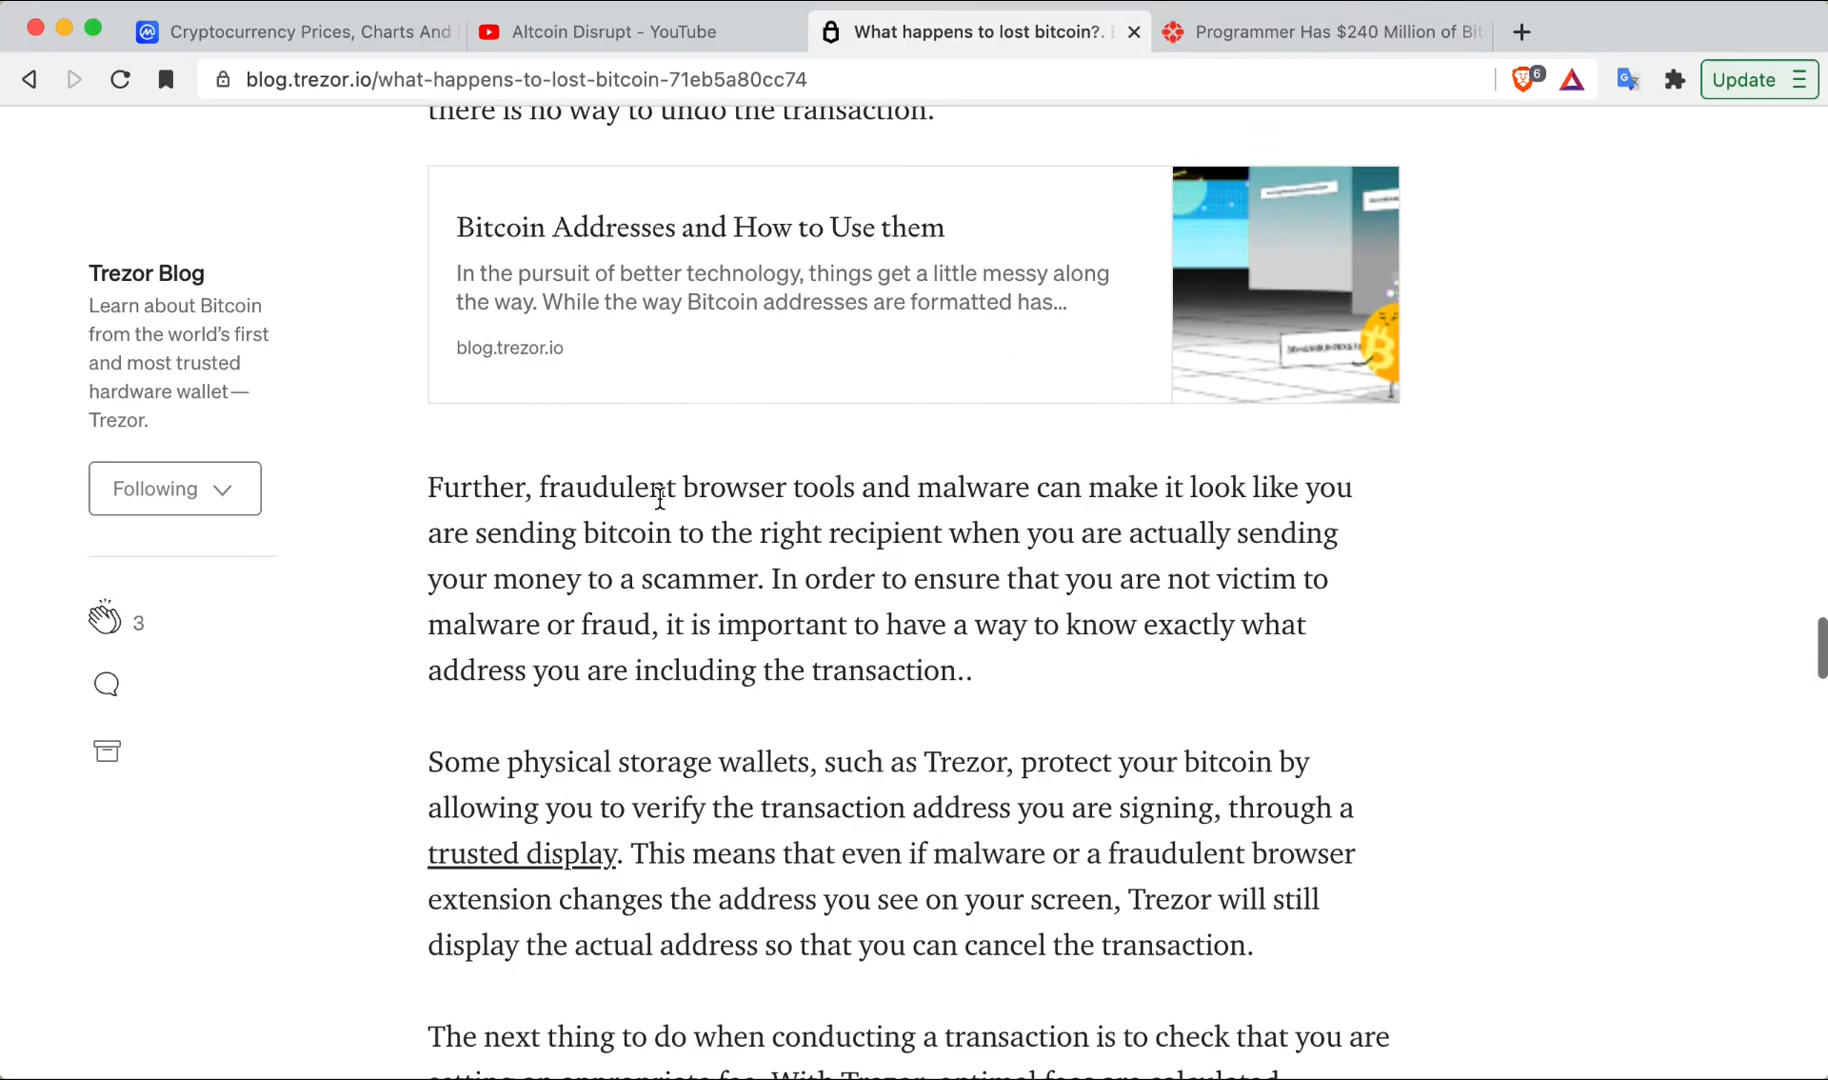 Cryptocurrency Prices, Charts And
Altcoin Disrupt - YouTube
What happens to lost bitcoin?.
Programmer Has $240 Million of Bit
blog.trezor.io/what-happens-to-lost-bitcoin-71eb5a80cc74
6
Update
there is no way to undo the transaction.
Bitcoin Addresses and How to Use them
In the pursuit of better technology, things get a little messy along
the way. While the way Bitcoin addresses are formatted has...
blog.trezor.io
Trezor Blog
Learn about Bitcoin
from the world's first
and most trusted
hardware wallet—
Trezor.
Following
3
Further, fraudulent browser tools and malware can make it look like you
are sending bitcoin to the right recipient when you are actually sending
your money to a scammer. In order to ensure that you are not victim to
malware or fraud, it is important to have a way to know exactly what
address you are including the transaction..
Some physical storage wallets, such as Trezor, protect your bitcoin by
allowing you to verify the transaction address you are signing, through a
trusted display. This means that even if malware or a fraudulent browser
extension changes the address you see on your screen, Trezor will still
display the actual address so that you can cancel the transaction.
The next thing to do when conducting a transaction is to check that you are
setting an appropriate fee. With Trezor, optimal fees are calculated